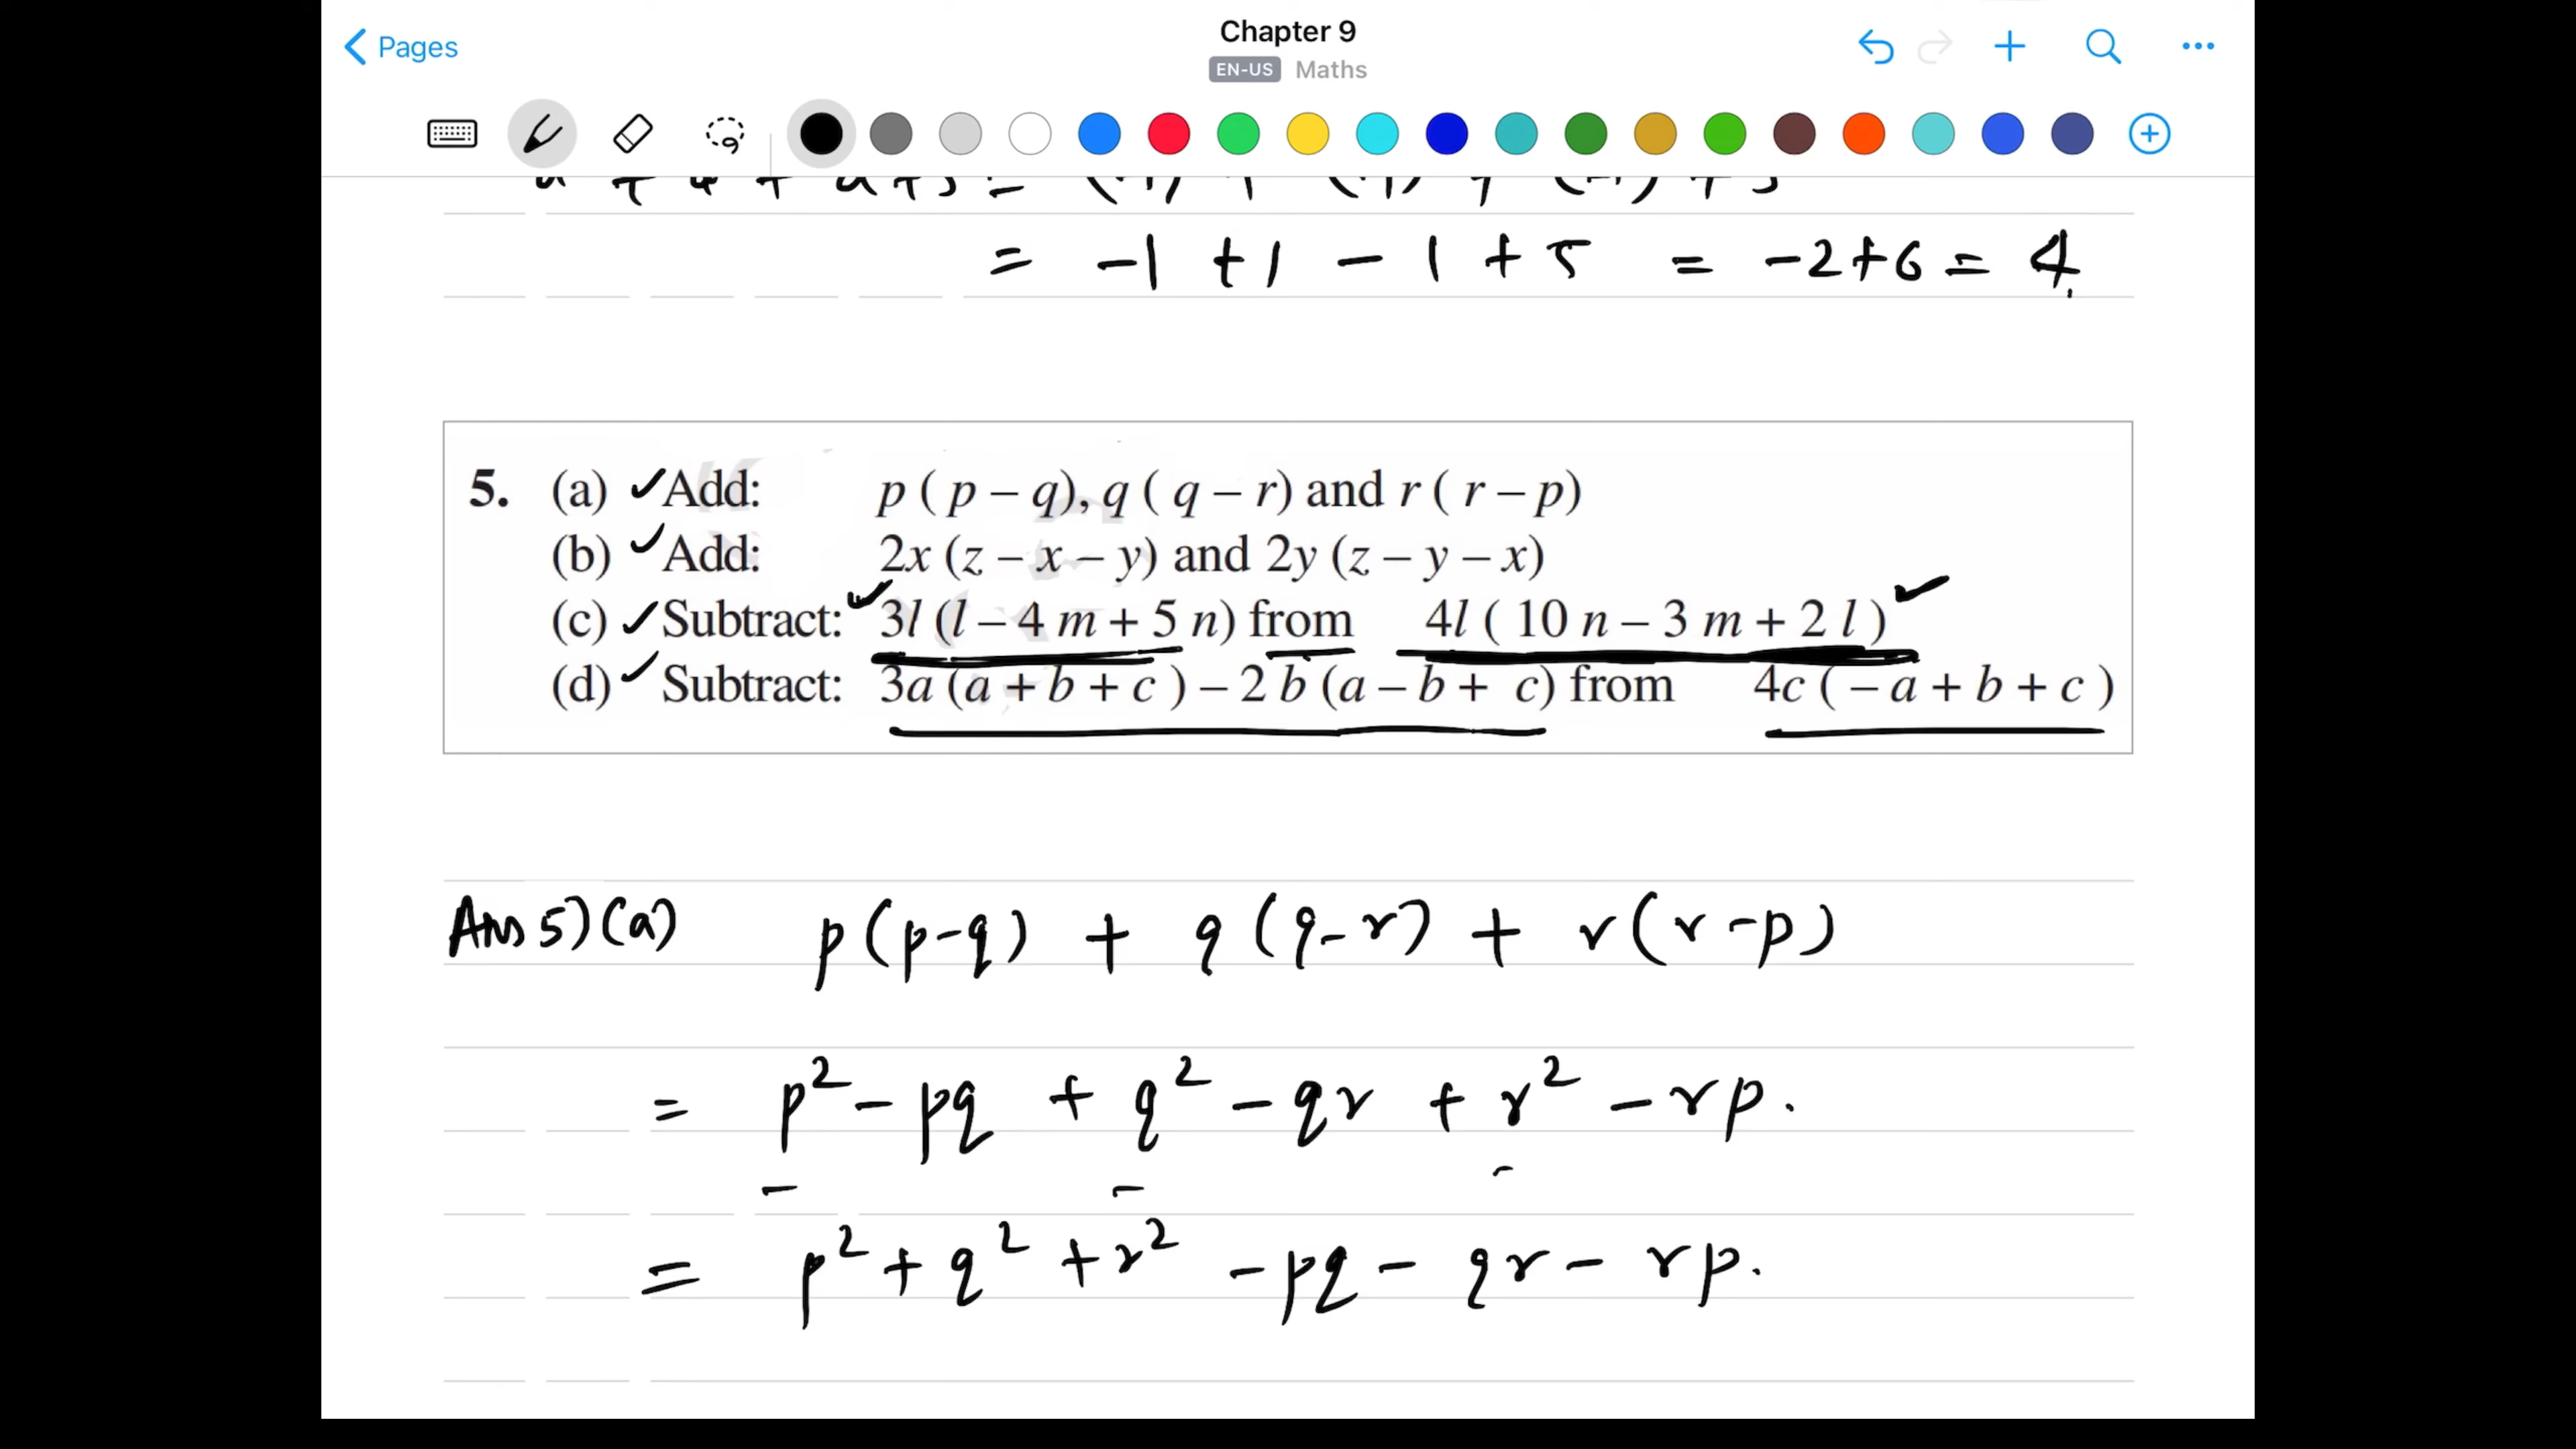 Pages
Chapter 9
EN-US Maths
= -1 + 1 - 1 + 5 = -2+6 = 4.
5. (a) ✓Add: p ( p – q), q ( q – r) and r ( r – p)
(b) ✓Add: 2x (z – x – y) and 2y (z – y – x)
(c) ✓Subtract: ✓3l (l – 4 m + 5 n) from 4l ( 10 n – 3 m + 2 l ) ✓
(d) ✓Subtract: 3a (a + b + c ) – 2 b (a – b + c) from 4c ( – a + b + c )
Ans 5)(a) p(p-q) + q(q-r) + r(r-p)
= p² - pq + q² - qr + r² - rp.
= p² + q² + r² - pq - qr - rp.